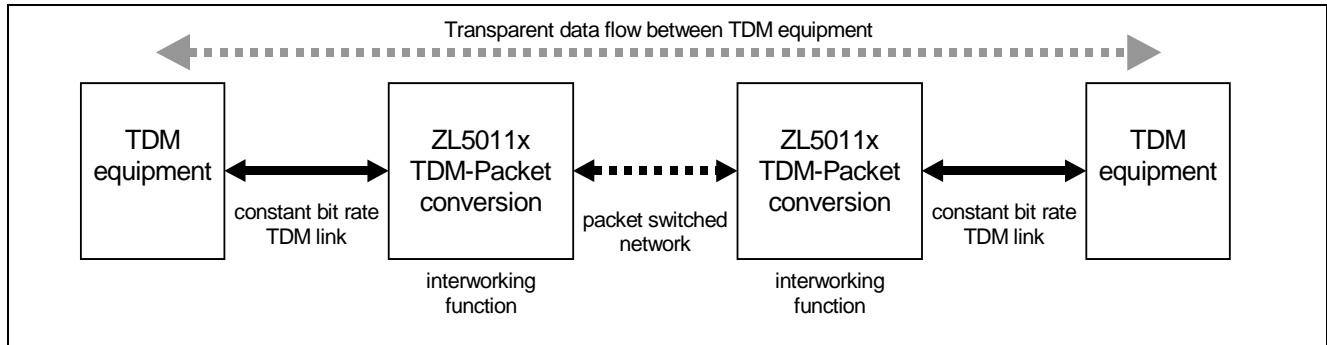 Transparent data flow between TDM equipment
TDM
equipment
constant bit rate
TDM link
ZL5011x
TDM-Packet
conversion
interworking
function
packet switched
network
ZL5011x
TDM-Packet
conversion
interworking
function
constant bit rate
TDM link
TDM
equipment